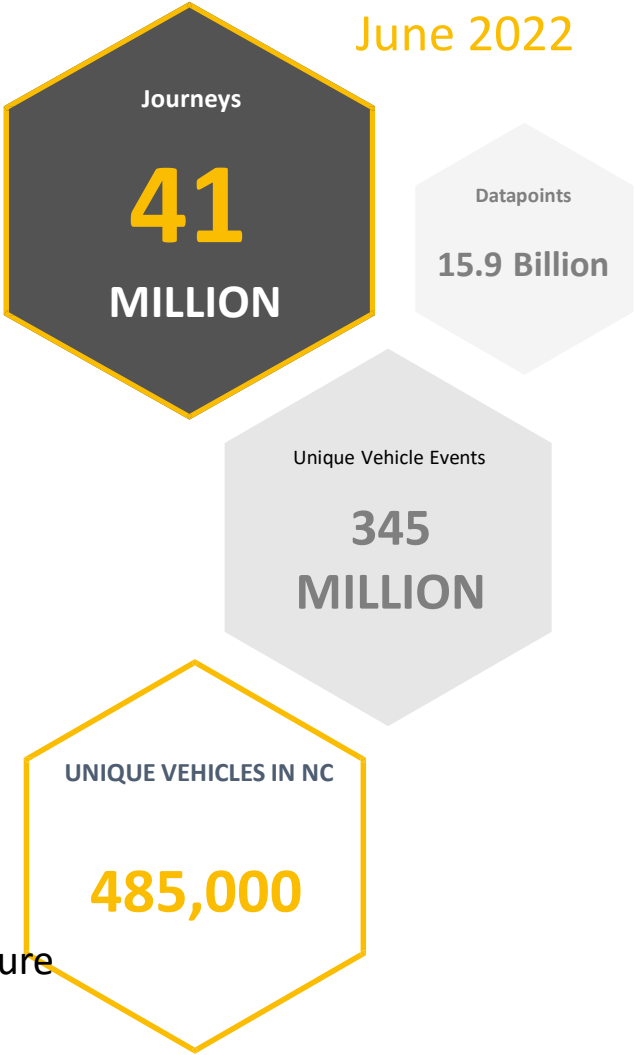 June 2022
Journeys
41
MILLION
Datapoints
15.9 Billion
Unique Vehicle Events
345
MILLION
UNIQUE VEHICLES IN NC
485,000
ure